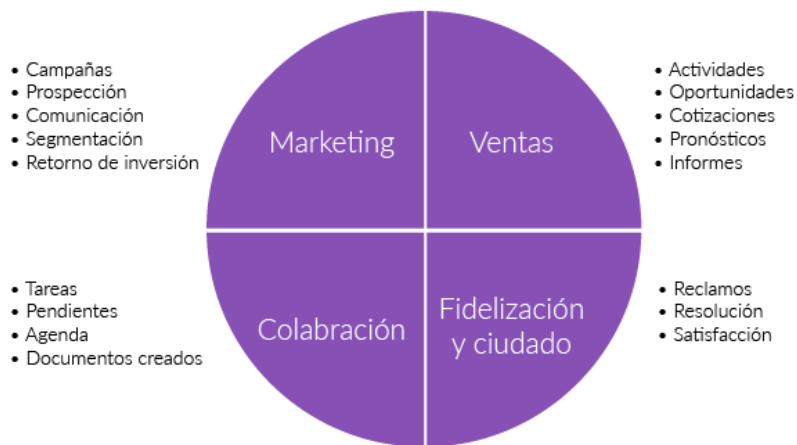 • Campañas
• Prospección
• Comunicación
• Segmentación
• Retorno de inversión
Marketing
Ventas
• Actividades
• Oportunidades
• Cotizaciones
• Pronósticos
• Informes
• Tareas
• Pendientes
• Agenda
• Documentos creados
Colabración
Fidelización
y ciudado
• Reclamos
• Resolución
• Satisfacción